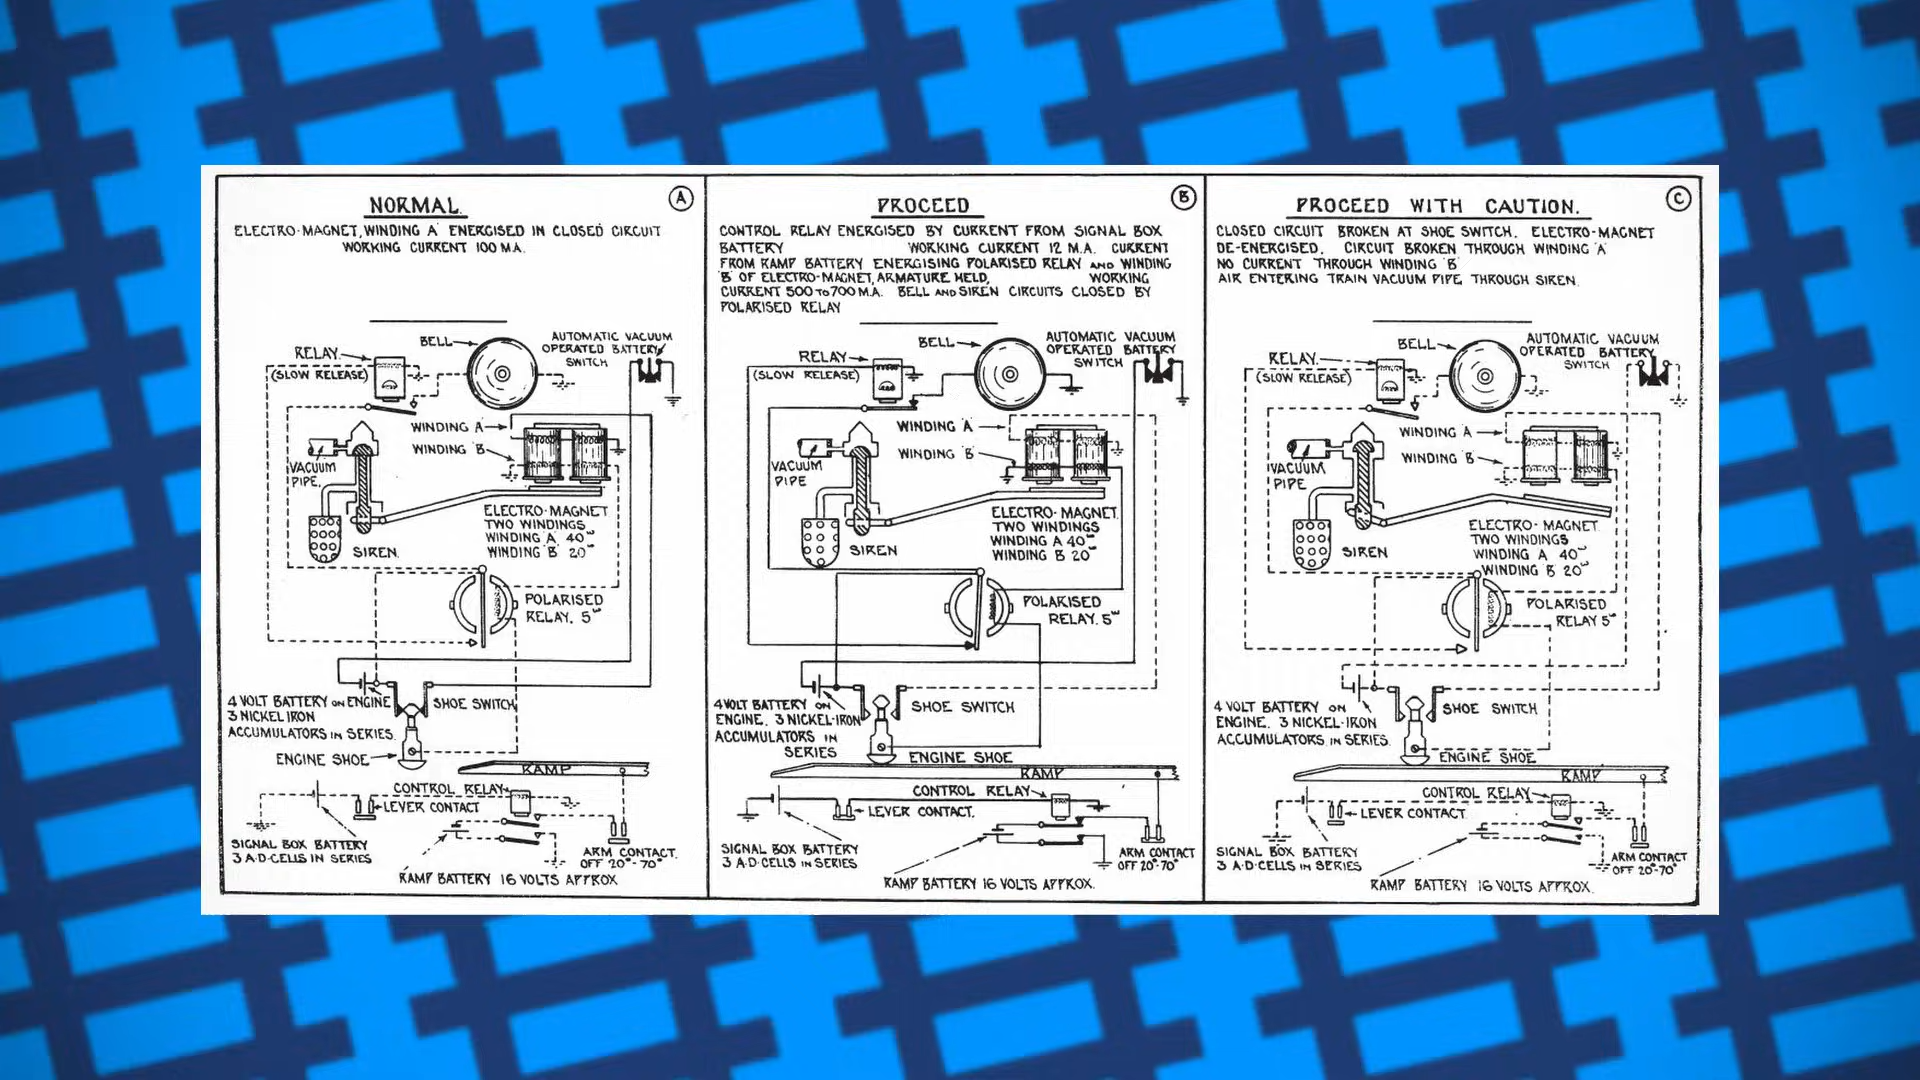 NORMAL.
A
ELECTRO-MAGNET, WINDING 'A' ENERGISED IN CLOSED CIRCUIT
WORKING CURRENT 100 M.A.
RELAY.
(SLOW RELEASE)
BELL
AUTOMATIC VACUUM
OPERATED BATTERY
SWITCH
WINDING A
WINDING 'B
VACUUM
PIPE.
SIREN.
ELECTRO-MAGNET
TWO WINDINGS
WINDING 'A' 40ω
WINDING 'B' 20ω
POLARISED
RELAY. 5ω
4 VOLT BATTERY ON ENGINE
3 NICKEL IRON
ACCUMULATORS IN SERIES.
SHOE SWITCH
ENGINE SHOE
RAMP
CONTROL RELAY
LEVER CONTACT
SIGNAL BOX BATTERY
3 A·D·CELLS IN SERIES
ARM CONTACT.
OFF 20°-70°
RAMP BATTERY 16 VOLTS APPROX
PROCEED
B
CONTROL RELAY ENERGISED BY CURRENT FROM SIGNAL BOX
BATTERY WORKING CURRENT 12 M.A. CURRENT
FROM RAMP BATTERY ENERGISING POLARISED RELAY AND WINDING
'B' OF ELECTRO-MAGNET, ARMATURE HELD, WORKING
CURRENT 500 TO 700 M.A. BELL AND SIREN CIRCUITS CLOSED BY
POLARISED RELAY
RELAY
(SLOW RELEASE)
BELL
AUTOMATIC VACUUM
OPERATED BATTERY
SWITCH
WINDING 'A'
WINDING 'B'
VACUUM
PIPE
SIREN
ELECTRO-MAGNET.
TWO WINDINGS
WINDING A 40ω
WINDING B 20ω
POLARISED
RELAY. 5ω
4 VOLT BATTERY ON
ENGINE. 3 NICKEL-IRON
ACCUMULATORS IN
SERIES
SHOE SWITCH
ENGINE SHOE
RAMP
CONTROL RELAY
LEVER CONTACT.
SIGNAL BOX BATTERY
3 A·D·CELLS IN SERIES
ARM CONTACT
OFF 20°-70°
RAMP BATTERY 16 VOLTS APPROX.
PROCEED WITH CAUTION.
C
CLOSED CIRCUIT BROKEN AT SHOE SWITCH. ELECTRO-MAGNET
DE-ENERGISED, CIRCUIT BROKEN THROUGH WINDING 'A'
NO CURRENT THROUGH WINDING 'B'
AIR ENTERING TRAIN VACUUM PIPE THROUGH SIREN.
RELAY.
(SLOW RELEASE)
BELL
AUTOMATIC VACUUM
OPERATED BATTERY
SWITCH
WINDING A
WINDING B
VACUUM
PIPE
SIREN
ELECTRO-MAGNET.
TWO WINDINGS
WINDING A 40ω
WINDING B 20ω
POLARISED
RELAY 5ω
4 VOLT BATTERY ON
ENGINE. 3 NICKEL-IRON
ACCUMULATORS IN SERIES.
SHOE SWITCH
ENGINE SHOE
RAMP
CONTROL RELAY
LEVER CONTACT
SIGNAL BOX BATTERY
3 A·D·CELLS IN SERIES
ARM CONTACT
OFF 20°-70°
RAMP BATTERY 16 VOLTS APPROX.